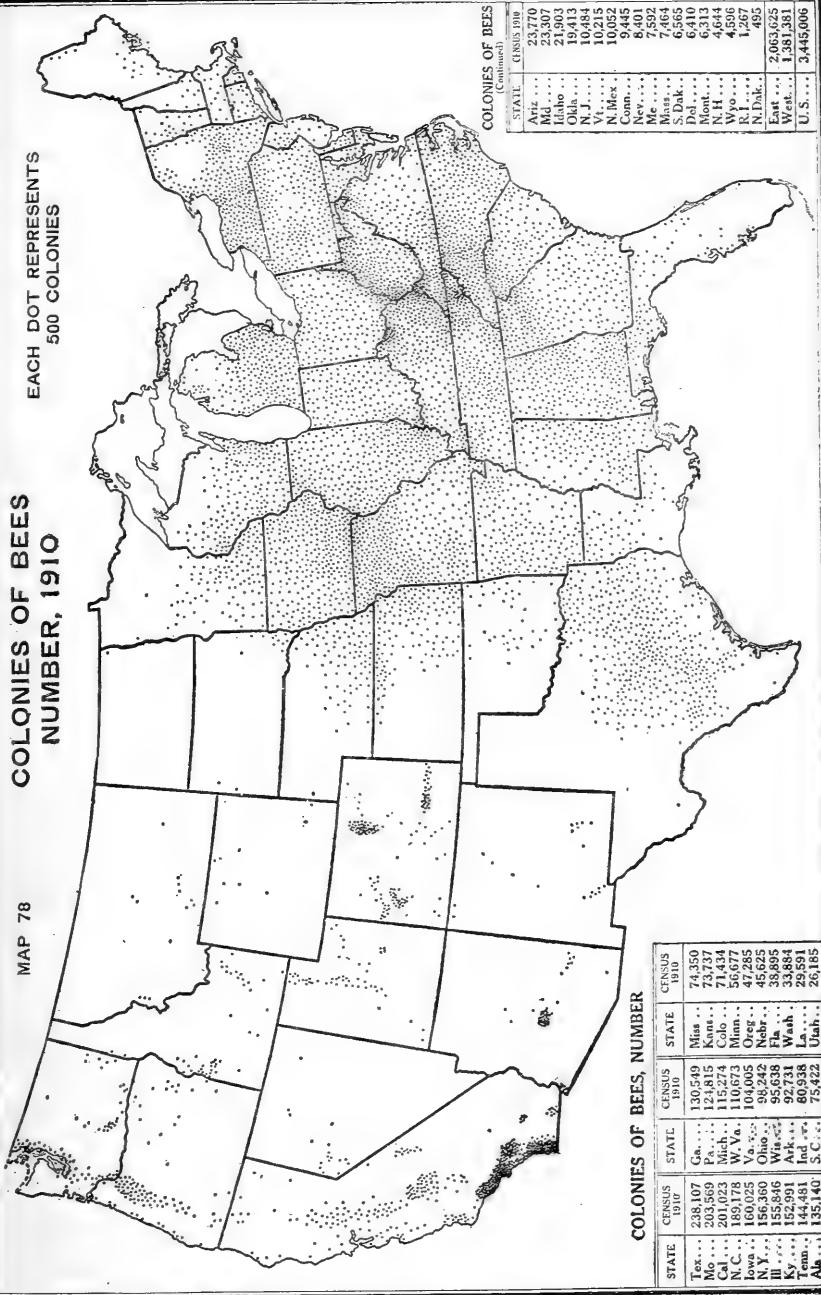 MAP 78
COLONIES OF BEES
NUMBER, 1910
EACH DOT REPRESENTS
500 COLONIES
COLONIES OF BEES, NUMBER
STATE CENSUS 1910 STATE CENSUS 1910 STATE CENSUS 1910
Tex... 238,107 Ga.... 130,549 Miss.. 74,350
Mo.... 203,569 Pa.... 124,815 Kans.. 73,737
Cal... 201,023 Mich.. 115,274 Colo.. 71,434
N. C.. 189,178 W. Va. 110,673 Minn.. 56,677
Iowa.. 160,025 Va.... 104,005 Oreg.. 47,285
N. Y.. 156,360 Ohio.. 98,242 Nebr.. 45,625
Ill... 155,846 Wis... 95,638 Fla... 38,895
Ky.... 152,991 Ark... 92,731 Wash.. 33,884
Tenn.. 144,481 Ind... 80,938 La.... 29,591
Ala... 135,140 S. C.. 75,422 Utah.. 26,185
COLONIES OF BEES
(Continued)
STATE CENSUS 1910
Ariz... 23,770
Md.... 23,307
Idaho 21,903
Okla.. 19,413
N. J... 10,484
Vt.... 10,215
N. Mex 10,052
Conn.. 9,445
Nev... 8,401
Me.... 7,592
Mass.. 7,464
S. Dak. 6,565
Del... 6,410
Mont.. 6,313
N. H... 4,644
Wyo... 4,596
R. I... 1,267
N. Dak. 495
East... 2,063,625
West... 1,381,381
U. S... 3,445,006